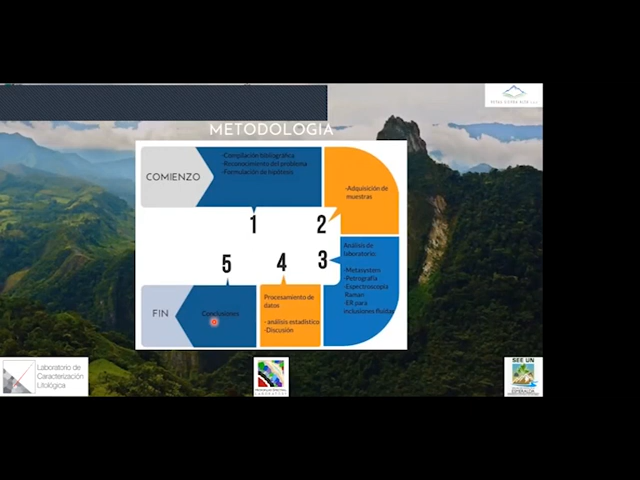 METODOLOGÍA
COMIENZO
-Compilación bibliográfica
-Reconocimiento del problema
-Formulación de hipótesis
1
2
-Adquisición de
muestras
3
Análisis de
laboratorio:
-Metasystem
-Petrografía
-Espectroscopía
Raman
-ER para
inclusiones fluidas
4
Procesamiento de
datos
- análisis estadístico
-Discusión
5
Conclusiones
FIN
Laboratorio de
Caracterización
Litológica
SEE UN